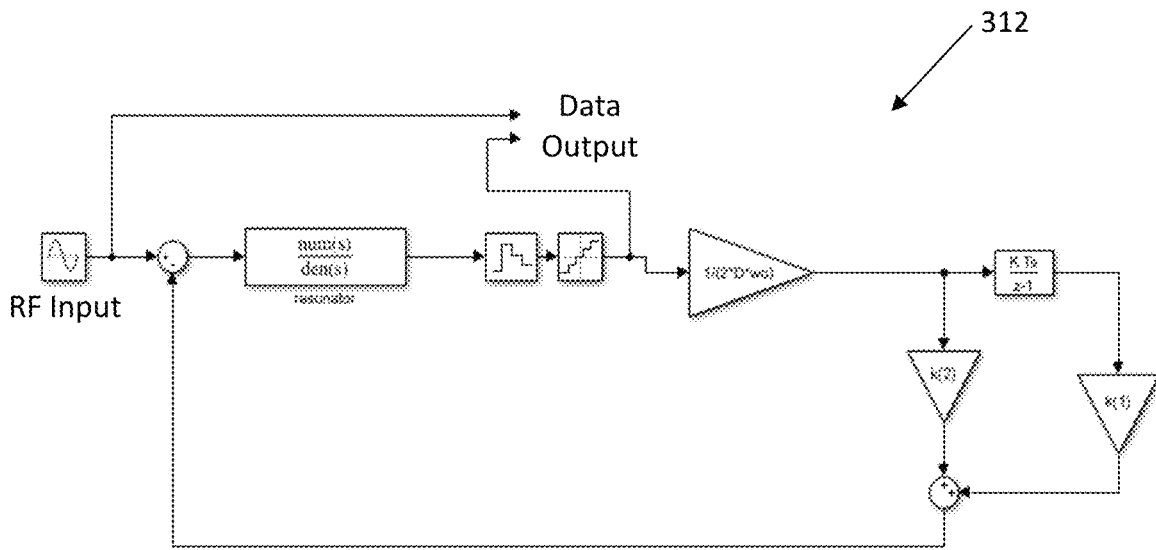 312
Data
Output
+
-
num(s)
den(s)
resonator
RF Input
1/(2*D*wo)
K Ts
z-1
k(2)
K(1)
+
+